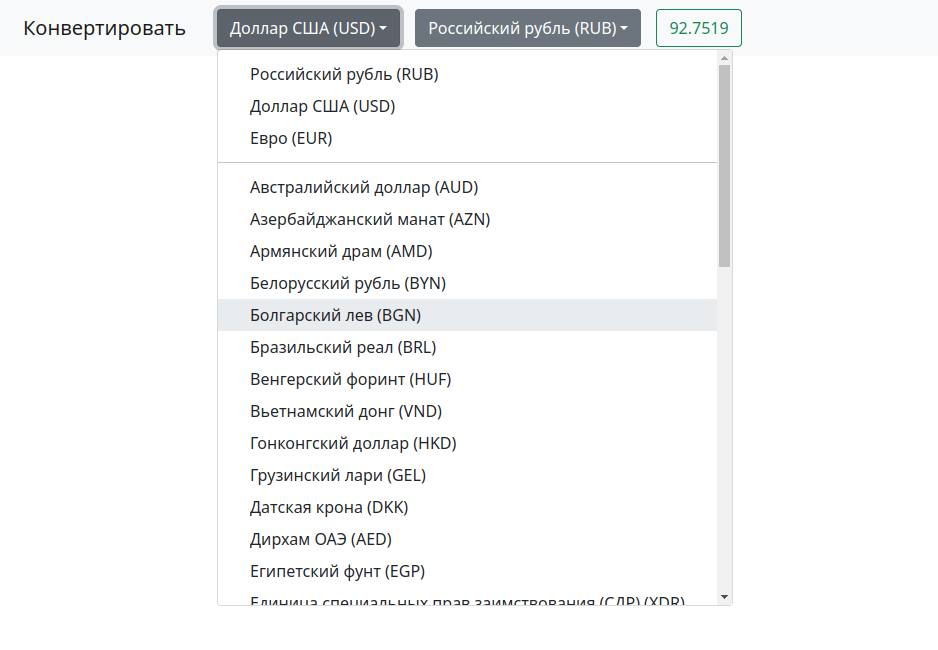 Конвертировать Доллар США (USD) Российский рубль (RUB) 92.7519
Российский рубль (RUB)
Доллар США (USD)
Евро (EUR)
Австралийский доллар (AUD)
Азербайджанский манат (AZN)
Армянский драм (AMD)
Белорусский рубль (BYN)
Болгарский лев (BGN)
Бразильский реал (BRL)
Венгерский форинт (HUF)
Вьетнамский донг (VND)
Гонконгский доллар (HKD)
Грузинский лари (GEL)
Датская крона (DKK)
Дирхам ОАЭ (AED)
Египетский фунт (EGP)
Единица специальных прав заимствования (СДР) (XDR)